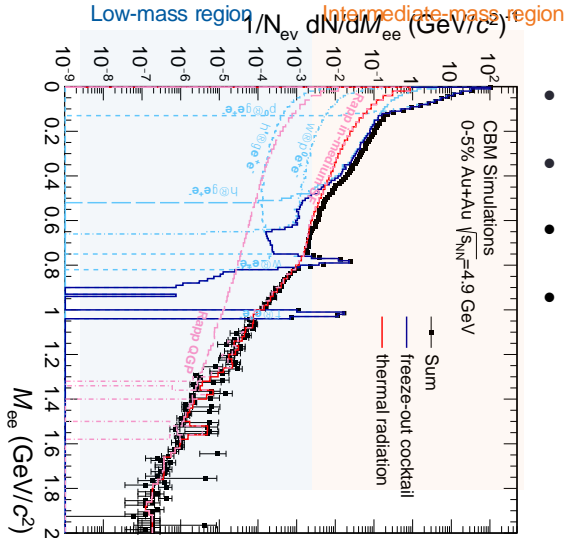 Low-mass region
Intermediate-mass region
1/N_ev dN/dM_ee (GeV/c²)⁻¹
10⁻⁹
10⁻⁸
10⁻⁷
10⁻⁶
10⁻⁵
10⁻⁴
10⁻³
10⁻²
10⁻¹
1
10
10²
0
0.2
0.4
0.6
0.8
1
1.2
1.4
1.6
1.8
2
M_ee (GeV/c²)
CBM Simulations
0-5% Au+Au √s_NN=4.9 GeV
Sum
freeze-out cocktail
thermal radiation
Rapp in-medium
Rapp QGP
p⁰®ge⁺e⁻
h®ge⁺e⁻
w®p⁰e⁺e⁻
w®e⁺e⁻